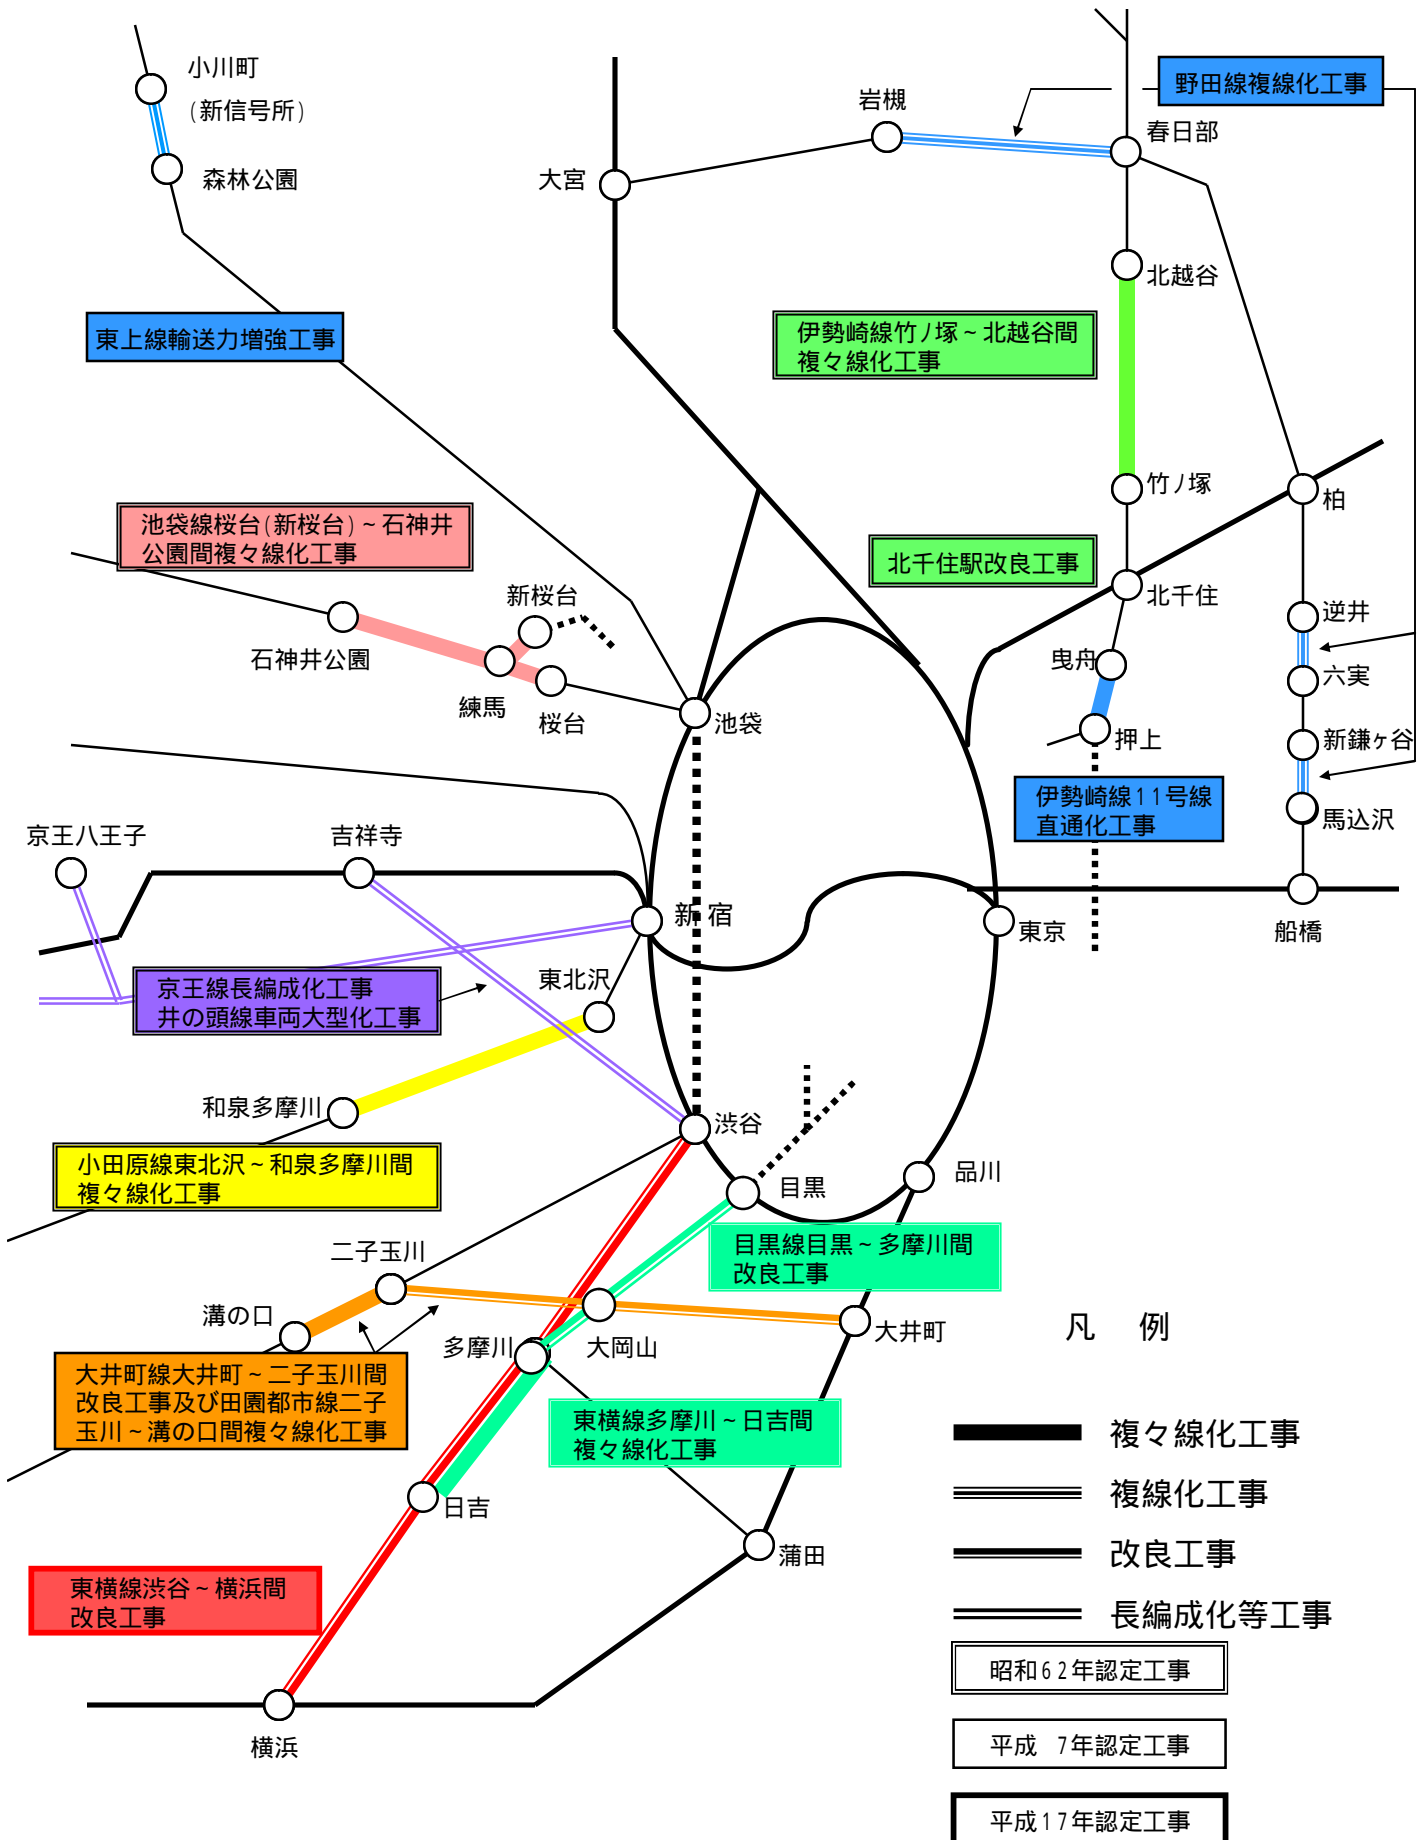 小川町
(新信号所)
森林公園
東上線輸送力増強工事
大宮
岩槻
野田線複線化工事
春日部
北越谷
伊勢崎線竹ノ塚~北越谷間
複々線化工事
竹ノ塚
柏
北千住駅改良工事
北千住
逆井
六実
曳舟
押上
新鎌ヶ谷
馬込沢
伊勢崎線11号線
直通化工事
船橋
池袋線桜台(新桜台)~石神井
公園間複々線化工事
新桜台
石神井公園
練馬
桜台
池袋
京王八王子
吉祥寺
新宿
東京
東北沢
京王線長編成化工事
井の頭線車両大型化工事
和泉多摩川
渋谷
小田原線東北沢~和泉多摩川間
複々線化工事
目黒
品川
二子玉川
目黒線目黒~多摩川間
改良工事
溝の口
多摩川
大岡山
大井町
大井町線大井町~二子玉川間
改良工事及び田園都市線二子
玉川~溝の口間複々線化工事
東横線多摩川~日吉間
複々線化工事
日吉
蒲田
東横線渋谷~横浜間
改良工事
横浜
凡 例
複々線化工事
複線化工事
改良工事
長編成化等工事
昭和62年認定工事
平成 7年認定工事
平成17年認定工事